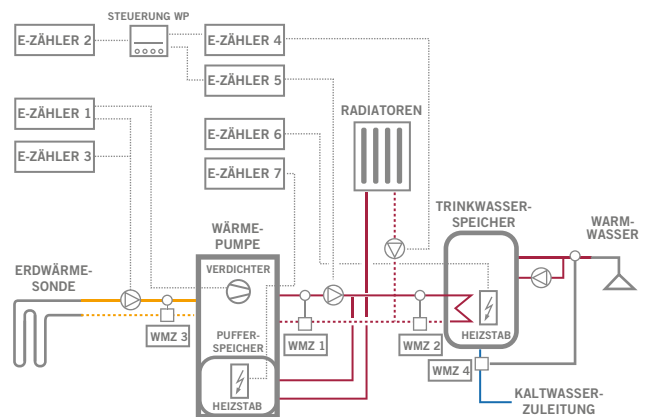 STEUERUNG WP
E-ZÄHLER 2
E-ZÄHLER 4
E-ZÄHLER 5
E-ZÄHLER 1
E-ZÄHLER 3
E-ZÄHLER 6
E-ZÄHLER 7
RADIATOREN
TRINKWASSER-
SPEICHER
WARM-
WASSER
WÄRME-
PUMPE
VERDICHTER
ERDWÄRME-
SONDE
WMZ 3
PUFFER-
SPEICHER
HEIZSTAB
WMZ 1
WMZ 2
HEIZSTAB
WMZ 4
KALTWASSER-
ZULEITUNG